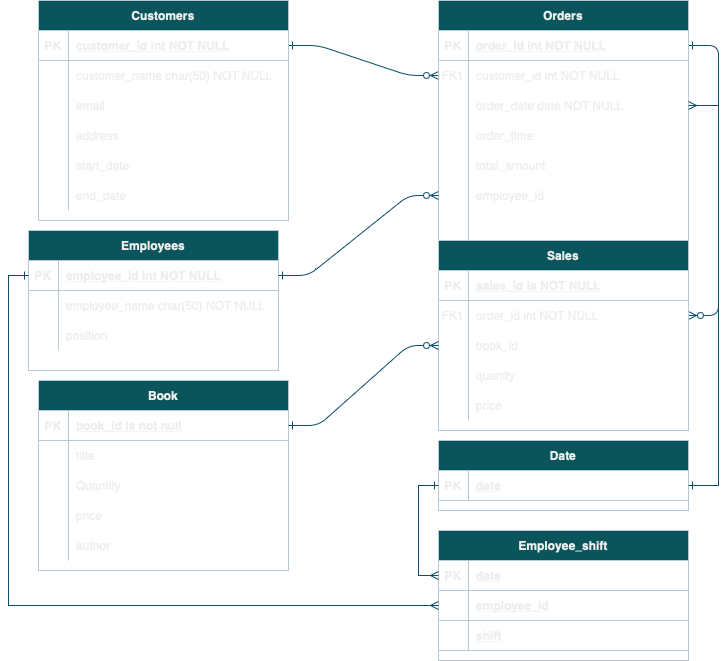 Customers
PK customer_id int NOT NULL
customer_name char(50) NOT NULL
email
address
start_date
end_date
Employees
PK employee_id int NOT NULL
employee_name char(50) NOT NULL
position
Book
PK book_id is not null
title
Quantity
price
author
Orders
PK order_id int NOT NULL
FK1 customer_id int NOT NULL
order_date date NOT NULL
order_time
total_amount
employee_id
Sales
PK sales_id is NOT NULL
FK1 order_id int NOT NULL
book_id
quanity
price
Date
PK date
Employee_shift
PK date
employee_id
shift